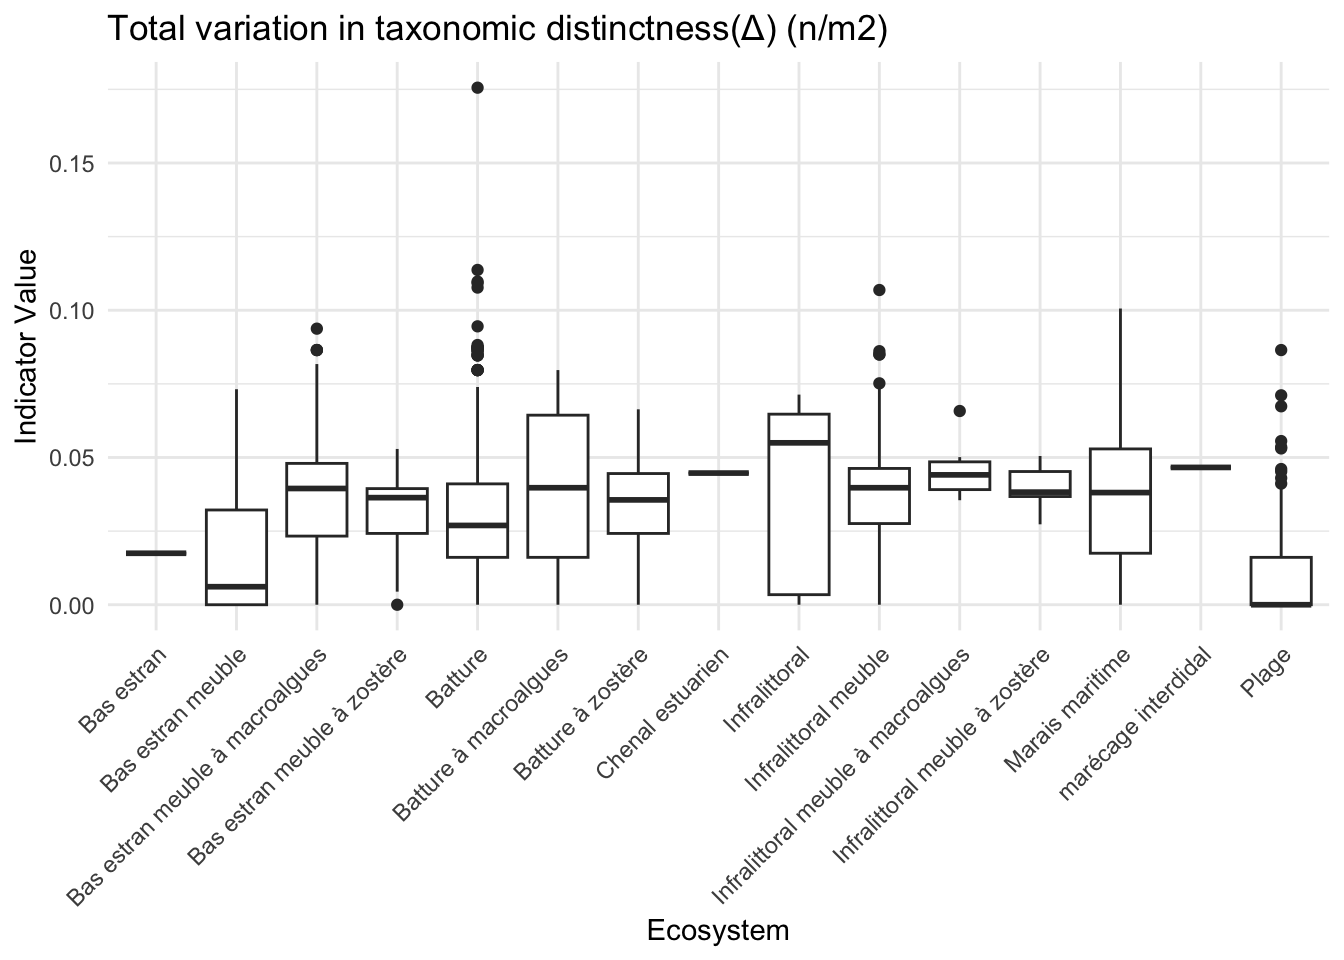 Total variation in taxonomic distinctness(Δ) (n/m2)
Indicator Value
0.15
0.10
0.05
0.00
Bas estran
Bas estran meuble
Bas estran meuble à macroalgues
Bas estran meuble à zostère
Batture
Batture à macroalgues
Batture à zostère
Chenal estuarien
Infralittoral
Infralittoral meuble
Infralittoral meuble à macroalgues
Infralittoral meuble à zostère
Marais maritime
marécage interdidal
Plage
Ecosystem